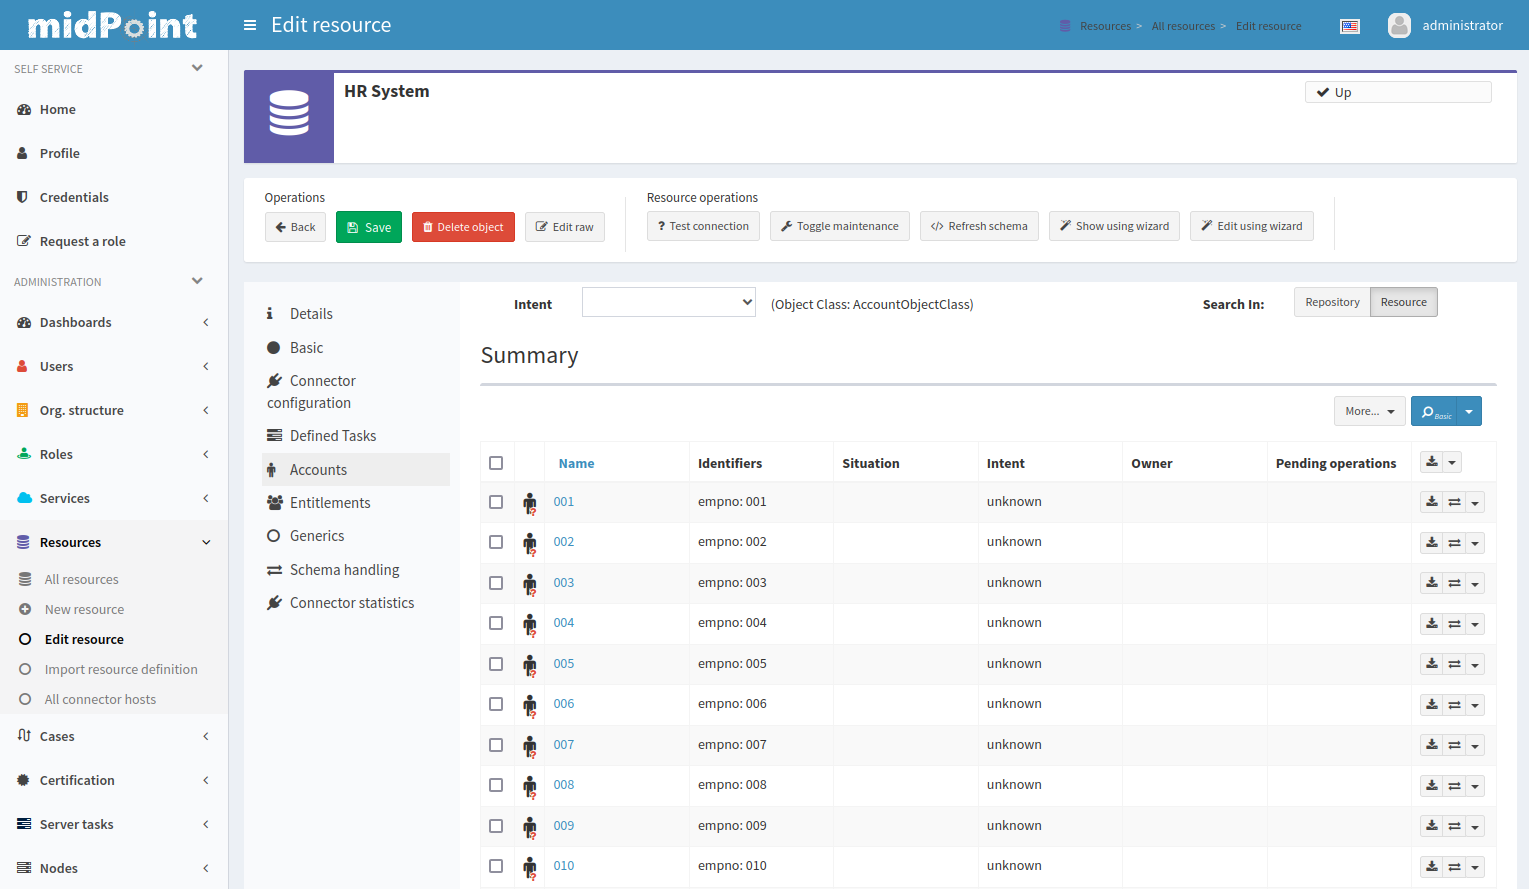 midPoint
Edit resource
Resources > All resources > Edit resource
administrator
SELF SERVICE
Home
Profile
Credentials
Request a role
ADMINISTRATION
Dashboards
Users
Org. structure
Roles
Services
Resources
All resources
New resource
Edit resource
Import resource definition
All connector hosts
Cases
Certification
Server tasks
Nodes
HR System
Up
Operations
Back
Save
Delete object
Edit raw
Resource operations
Test connection
Toggle maintenance
Refresh schema
Show using wizard
Edit using wizard
Details
Basic
Connector
configuration
Defined Tasks
Accounts
Entitlements
Generics
Schema handling
Connector statistics
Intent (Object Class: AccountObjectClass) Search In: Repository Resource
Summary
More... Basic
Name Identifiers Situation Intent Owner Pending operations
001 empno: 001 unknown
002 empno: 002 unknown
003 empno: 003 unknown
004 empno: 004 unknown
005 empno: 005 unknown
006 empno: 006 unknown
007 empno: 007 unknown
008 empno: 008 unknown
009 empno: 009 unknown
010 empno: 010 unknown